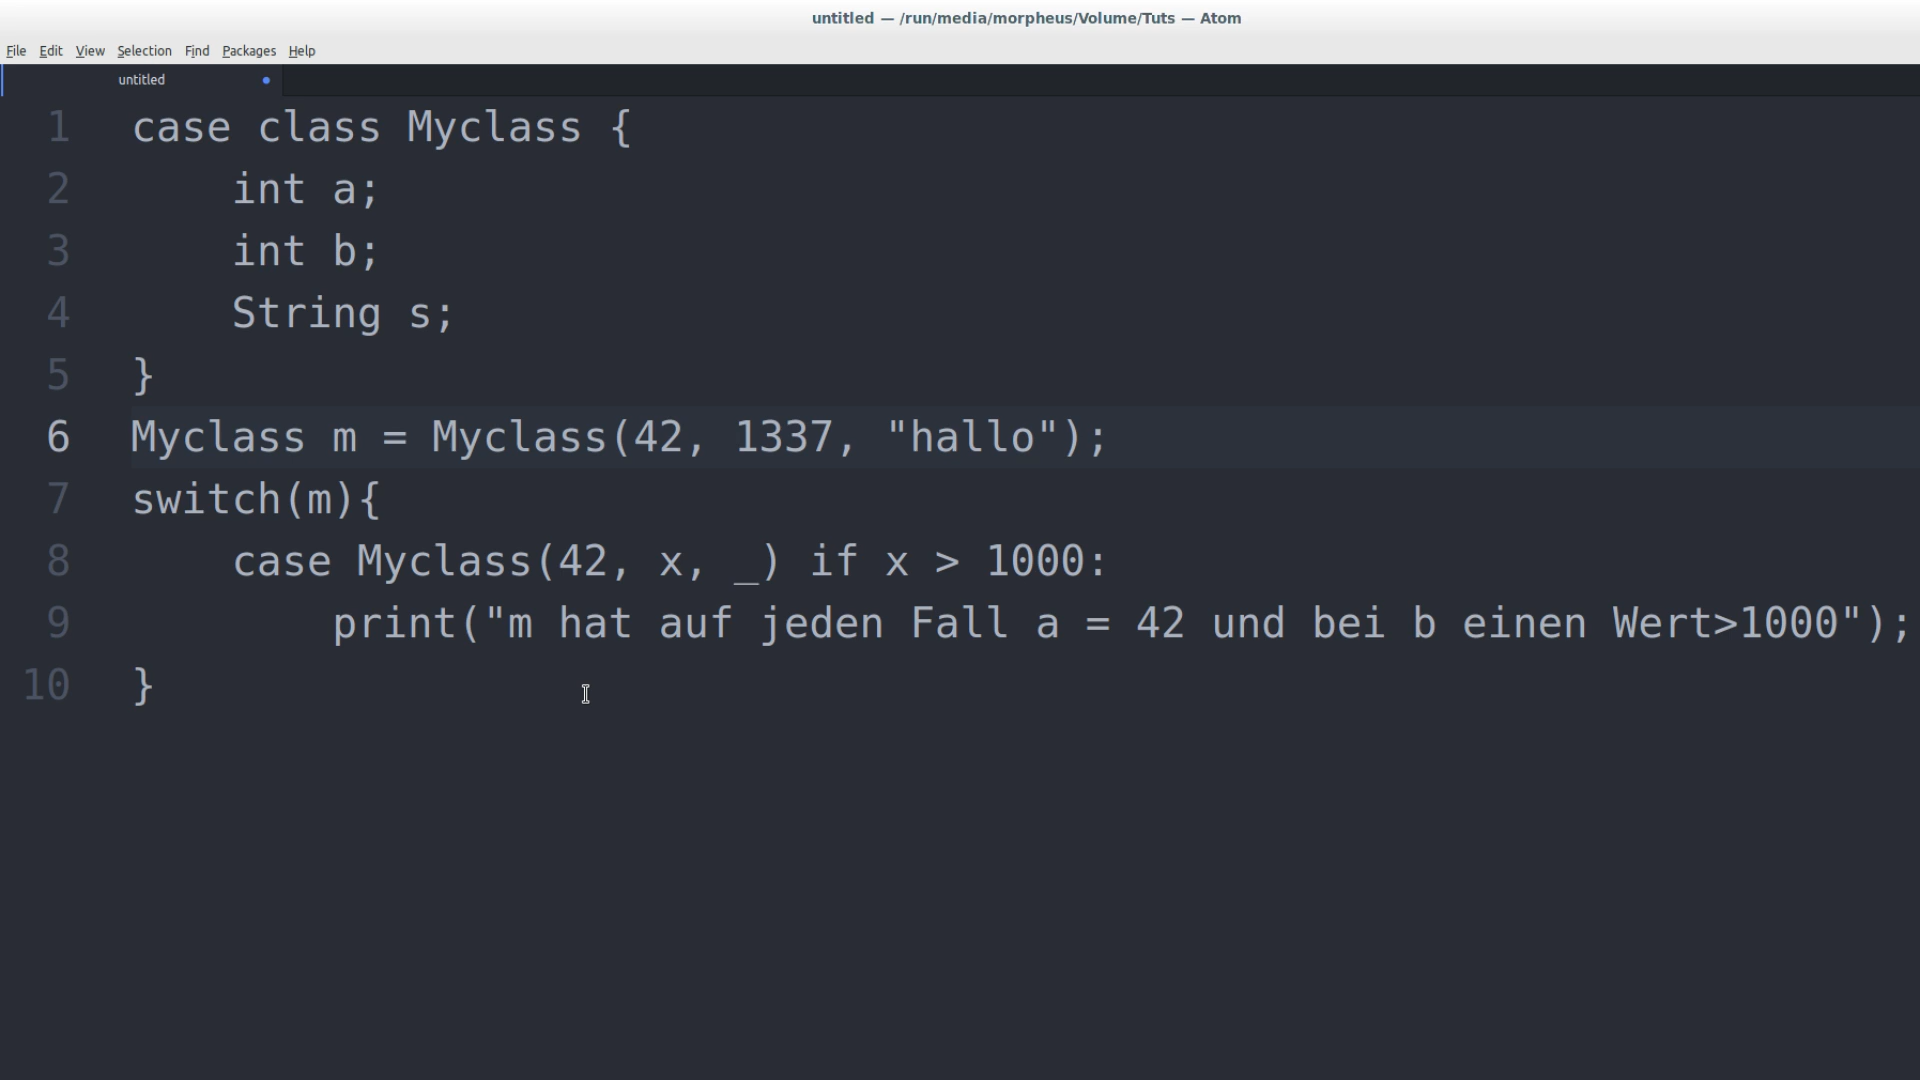 untitled — /run/media/morpheus/Volume/Tuts — Atom
File Edit View Selection Find Packages Help
untitled
1 case class Myclass {
2 int a;
3 int b;
4 String s;
5 }
6 Myclass m = Myclass(42, 1337, "hallo");
7 switch(m){
8 case Myclass(42, x, _) if x > 1000:
9 print("m hat auf jeden Fall a = 42 und bei b einen Wert>1000");
10 }